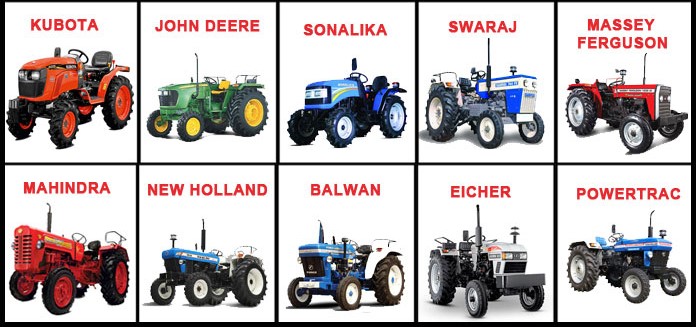 KUBOTA
JOHN DEERE
SONALIKA
SWARAJ
MASSEY
FERGUSON
MAHINDRA
NEW HOLLAND
BALWAN
EICHER
POWERTRAC